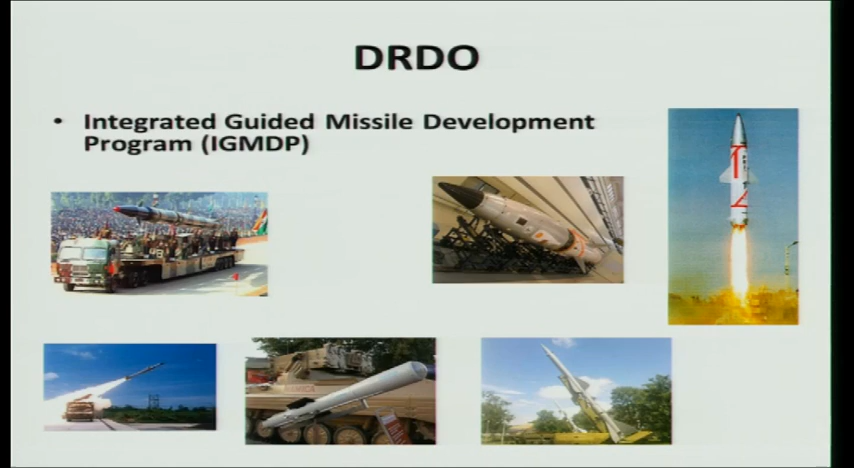 DRDO
• Integrated Guided Missile Development
Program (IGMDP)